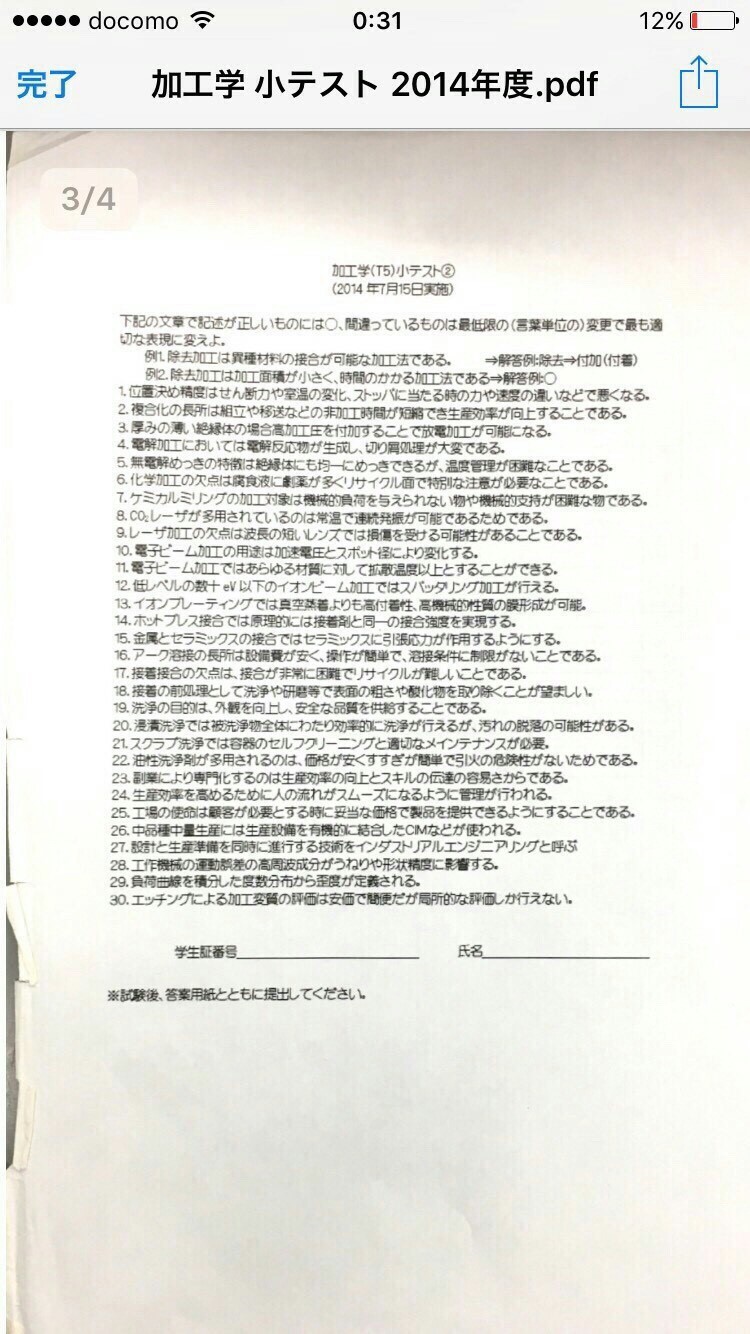 docomo 0:31 12%
完了 加工学 小テスト 2014年度.pdf
3/4
加工学(T5)小テスト②
(2014年7月15日実施)
下記の文章で記述が正しいものには○、間違っているものは最低限の(言葉単位の)変更で最も適
切な表現に変えよ。
例1. 除去加工は異種材料の接合が可能な加工法である。 ⇒解答例:除去⇒付加(付着)
例2. 除去加工は加工面積が小さく、時間のかかる加工法である⇒解答例:○
1. 位置決め精度はせん断力や室温の変化、ストッパに当たる時の力や速度の違いなどで悪くなる。
2. 複合化の長所は組立や移送などの非加工時間が短縮でき生産効率が向上することである。
3. 厚みの薄い絶縁体の場合高加工圧を付加することで放電加工が可能になる。
4. 電解加工においては電解反応物が生成し、切り屑処理が大変である。
5. 無電解めっきの特徴は絶縁体にも均一にめっきできるが、温度管理が困難なことである。
6. 化学加工の欠点は腐食液に劇薬が多くリサイクル面で特別な注意が必要なことである。
7. ケミカルミリングの加工対象は機械的負荷を与えられない物や機械的支持が困難な物である。
8. CO₂レーザが多用されているのは常温で連続発振が可能であるためである。
9. レーザ加工の欠点は波長の短いレンズでは損傷を受ける可能性があることである。
10. 電子ビーム加工の用途は加速電圧とスポット径により変化する。
11. 電子ビーム加工ではあらゆる材質に対して拡散温度以上とすることができる。
12. 低レベルの数十eV以下のイオンビーム加工ではスパッタリング加工が行える。
13. イオンプレーティングでは真空蒸着よりも高付着性、高機械的性質の膜形成が可能。
14. ホットプレス接合では原理的には接着剤と同一の接合強度を実現する。
15. 金属とセラミックスの接合ではセラミックスに引張応力が作用するようにする。
16. アーク溶接の長所は設備費が安く、操作が簡単で、溶接条件に制限がないことである。
17. 接着接合の欠点は、接合が非常に困難でリサイクルが難しいことである。
18. 接着の前処理として洗浄や研磨等で表面の粗さや酸化物を取り除くことが望ましい。
19. 洗浄の目的は、外観を向上し、安全な品質を供給することである。
20. 浸漬洗浄では被洗浄物全体にわたり効率的に洗浄が行えるが、汚れの脱落の可能性がある。
21. スクラブ洗浄では容器のセルフクリーニングと適切なメインテナンスが必要。
22. 油性洗浄剤が多用されるのは、価格が安くすすぎが簡単で引火の危険性がないためである。
23. 副業により専門化するのは生産効率の向上とスキルの伝達の容易さからである。
24. 生産効率を高めるために人の流れがスムーズになるように管理が行われる。
25. 工場の使命は顧客が必要とする時に妥当な価格で製品を提供できるようにすることである。
26. 中品種中量生産には生産設備を有機的に結合したCIMなどが使われる。
27. 設計と生産準備を同時に進行する技術をインダストリアルエンジニアリングと呼ぶ
28. 工作機械の運動誤差の高周波成分がうねりや形状精度に影響する。
29. 負荷曲線を積分した度数分布から歪度が定義される。
30. エッチングによる加工変質の評価は安価で簡便だが局所的な評価しか行えない。
学生証番号 氏名
※試験後、答案用紙とともに提出してください。